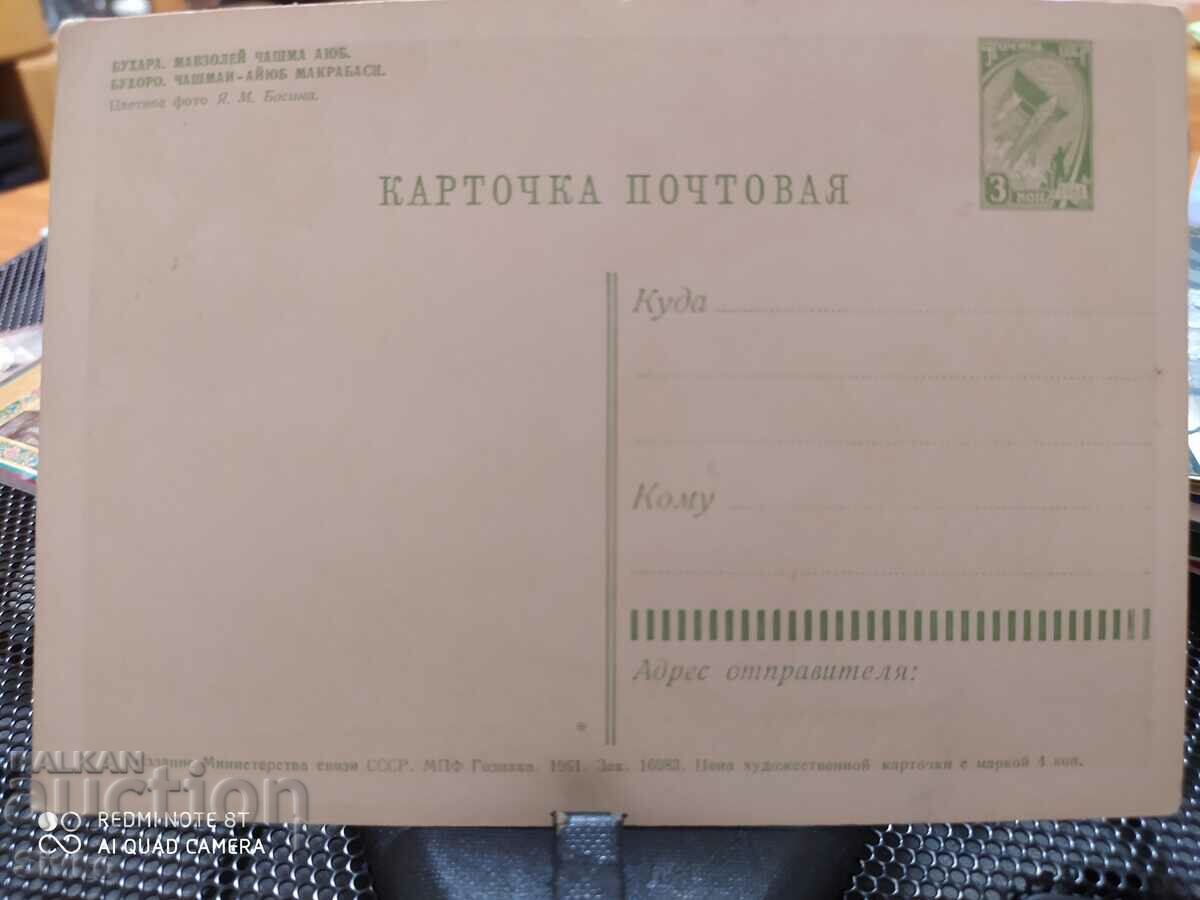 БУХАРА. МАВЗОЛЕЙ ЧАШМА АЮБ.
БУХОРО. ЧАШМАИ-АЙЮБ МАКРАБАСИ.
Цветное фото Я. М. Босина.
ПОЧТА СССР
3
КОП.
КАРТОЧКА ПОЧТОВАЯ
Куда
Кому
Адрес отправителя:
Издание Министерства связи СССР. МПФ Гознака. 1961. Зак. 16083. Цена художественной карточки с маркой 4 коп.
BALKAN
auction
REDMI NOTE 8T
AI QUAD CAMERA